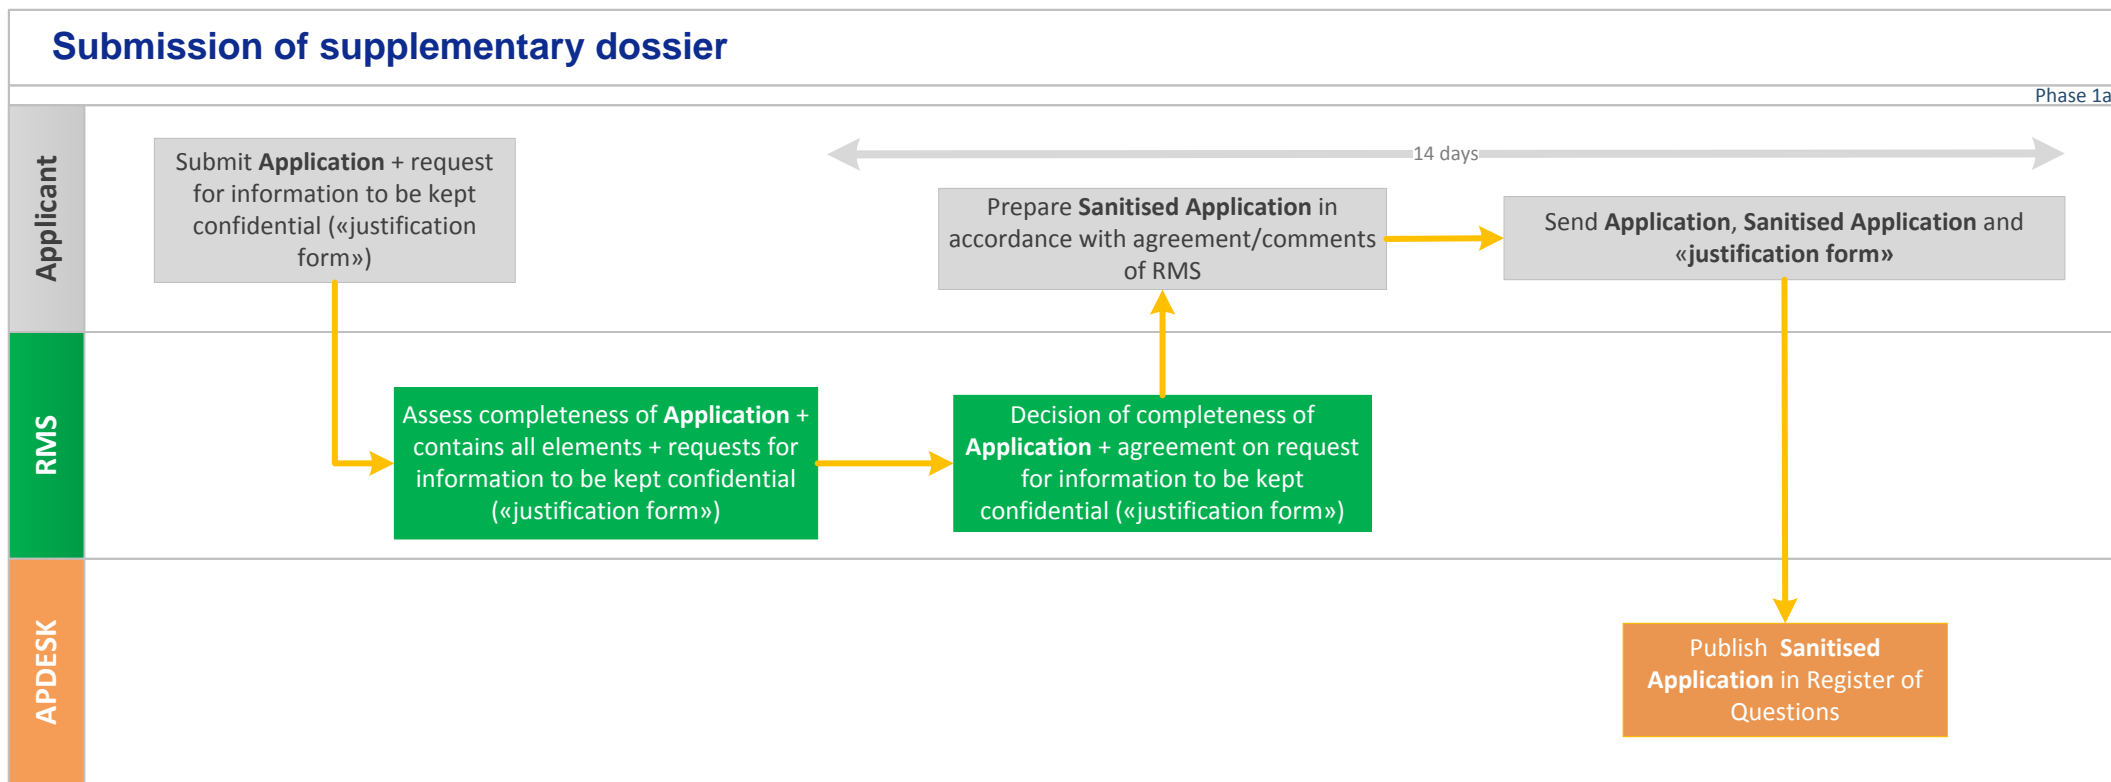 Submission of supplementary dossier
Phase 1a
Applicant
Submit Application + request
for information to be kept
confidential («justification
form»)
14 days
Prepare Sanitised Application in
accordance with agreement/comments
of RMS
Send Application, Sanitised Application and
«justification form»
RMS
Assess completeness of Application +
contains all elements + requests for
information to be kept confidential
(«justification form»)
Decision of completeness of
Application + agreement on request
for information to be kept
confidential («justification form»)
APDESK
Publish Sanitised
Application in Register of
Questions